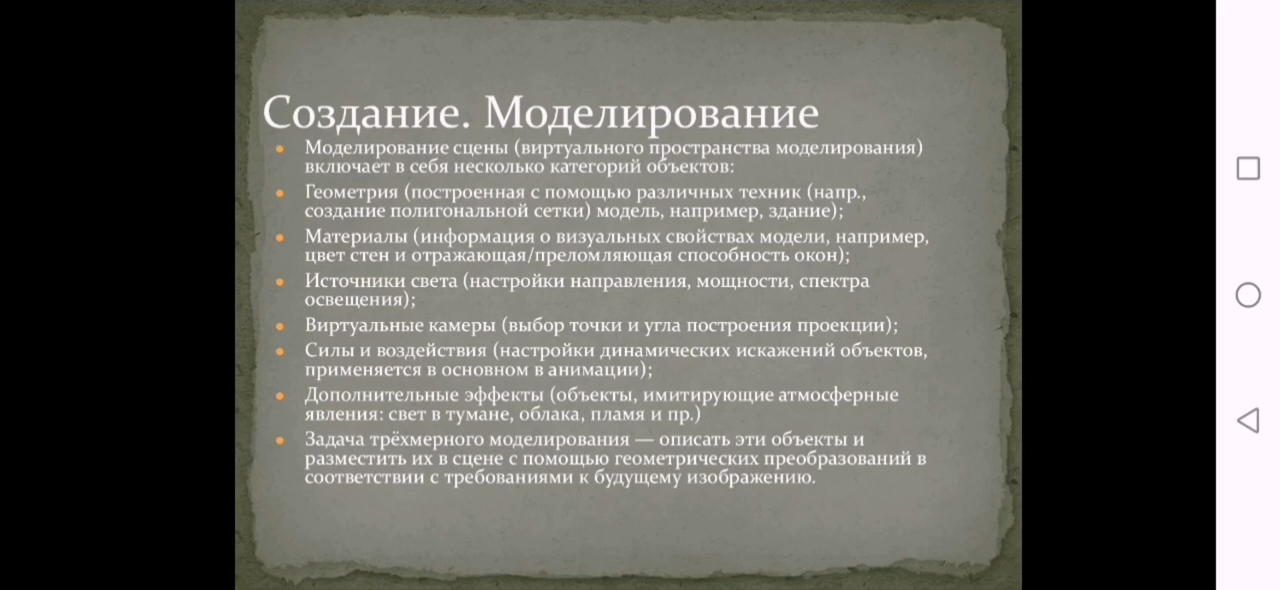 Создание. Моделирование
• Моделирование сцены (виртуального пространства моделирования)
включает в себя несколько категорий объектов:
• Геометрия (построенная с помощью различных техник (напр.,
создание полигональной сетки) модель, например, здание);
• Материалы (информация о визуальных свойствах модели, например,
цвет стен и отражающая/преломляющая способность окон);
• Источники света (настройки направления, мощности, спектра
освещения);
• Виртуальные камеры (выбор точки и угла построения проекции);
• Силы и воздействия (настройки динамических искажений объектов,
применяется в основном в анимации);
• Дополнительные эффекты (объекты, имитирующие атмосферные
явления: свет в тумане, облака, пламя и пр.)
• Задача трёхмерного моделирования — описать эти объекты и
разместить их в сцене с помощью геометрических преобразований в
соответствии с требованиями к будущему изображению.